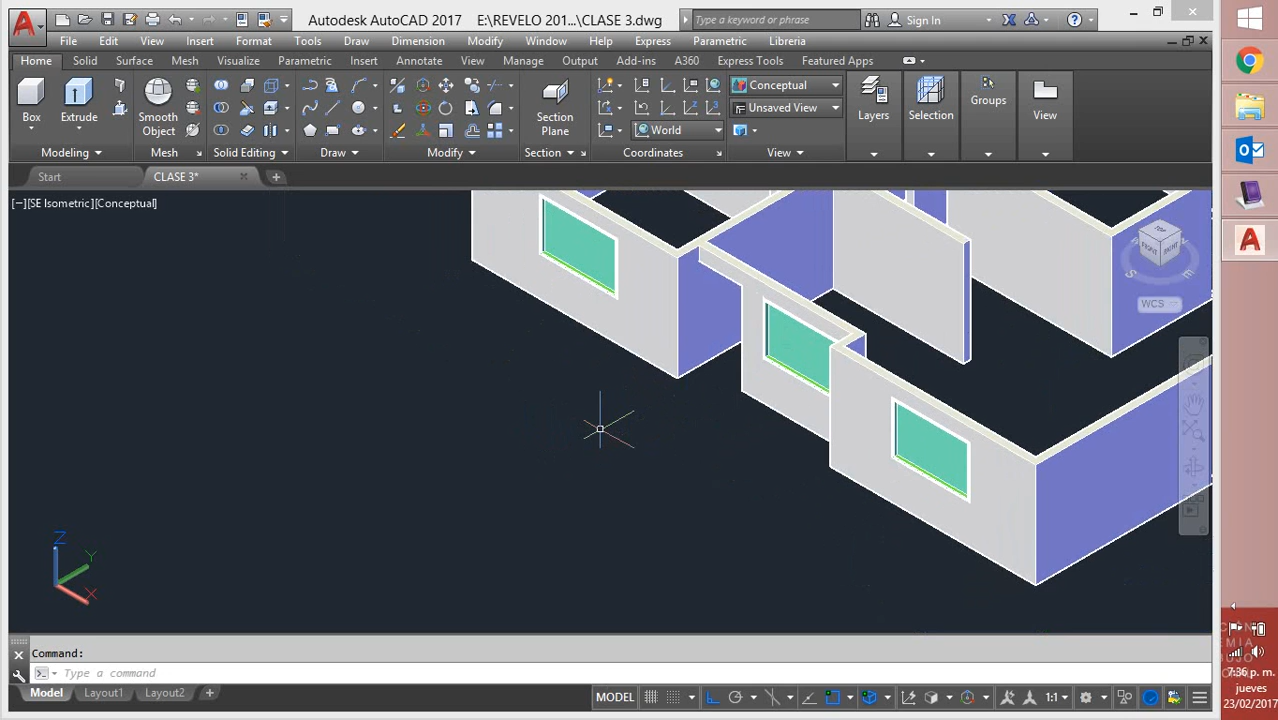 Autodesk AutoCAD 2017 E:\REVELO 201...\CLASE 3.dwg
Type a keyword or phrase
Sign In
File Edit View Insert Format Tools Draw Dimension Modify Window Help Express Parametric Libreria
Home Solid Surface Mesh Visualize Parametric Insert Annotate View Manage Output Add-ins A360 Express Tools Featured Apps
Conceptual
Unsaved View
World
Box Extrude Smooth Object Section Plane Layers Selection Groups View
Modeling Mesh Solid Editing Draw Modify Section Coordinates View
Start CLASE 3*
[−][SE Isometric][Conceptual]
TOP
FRONT RIGHT
S E
WCS
Z
Y
X
Command:
Type a command
Model Layout1 Layout2
MODEL 1:1
7:36 p. m.
jueves
23/02/2017